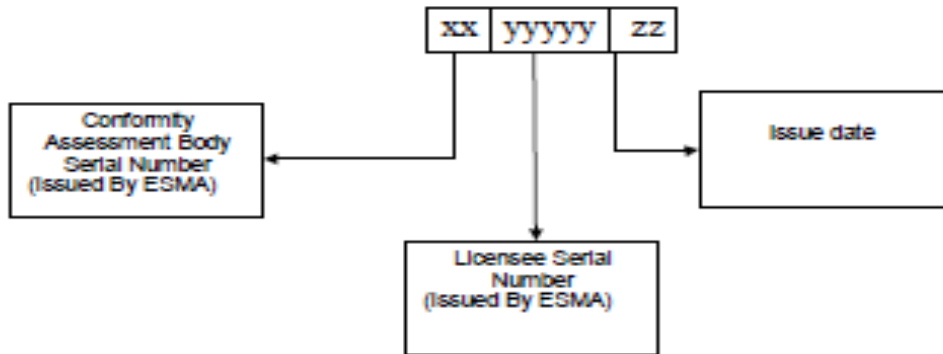 xx yyyyy zz
Conformity
Assessment Body
Serial Number
(Issued By ESMA)
Issue date
Licensee Serial
Number
(Issued By ESMA)